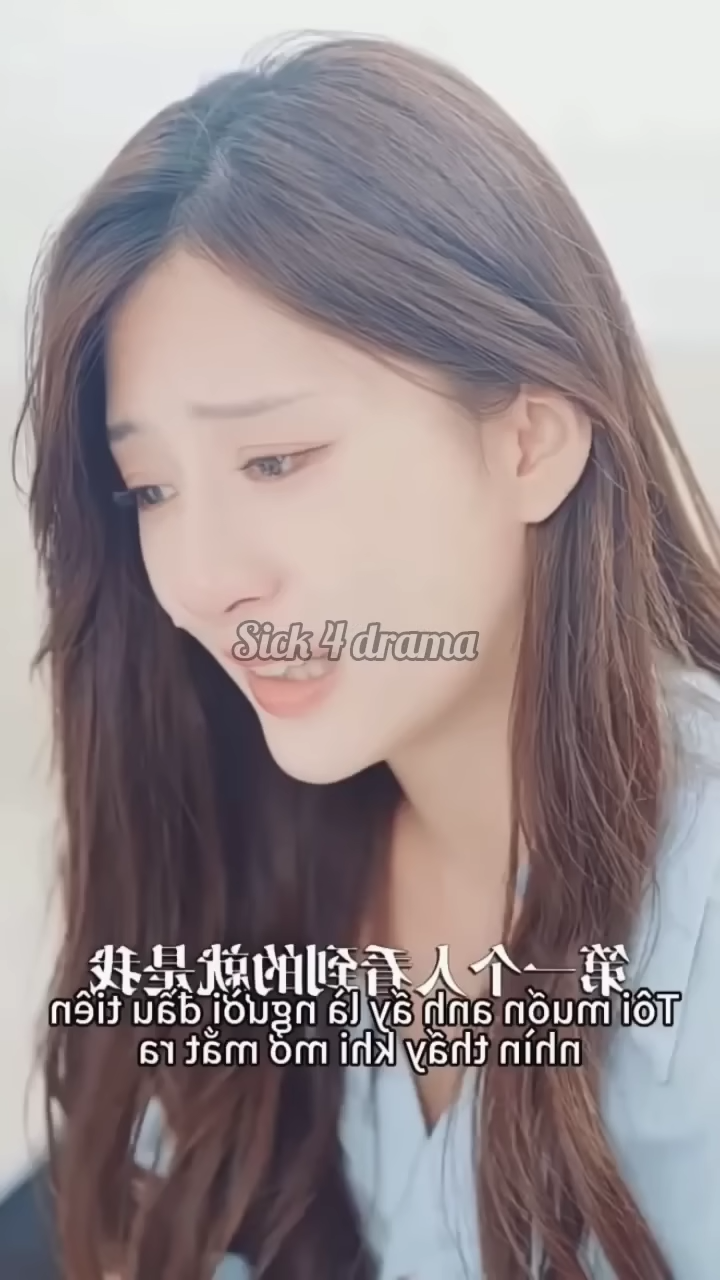 Sick 4 drama
第一个人看到的就是我
Tôi muốn anh ấy là người đầu tiên
nhìn thấy khi mở mắt ra